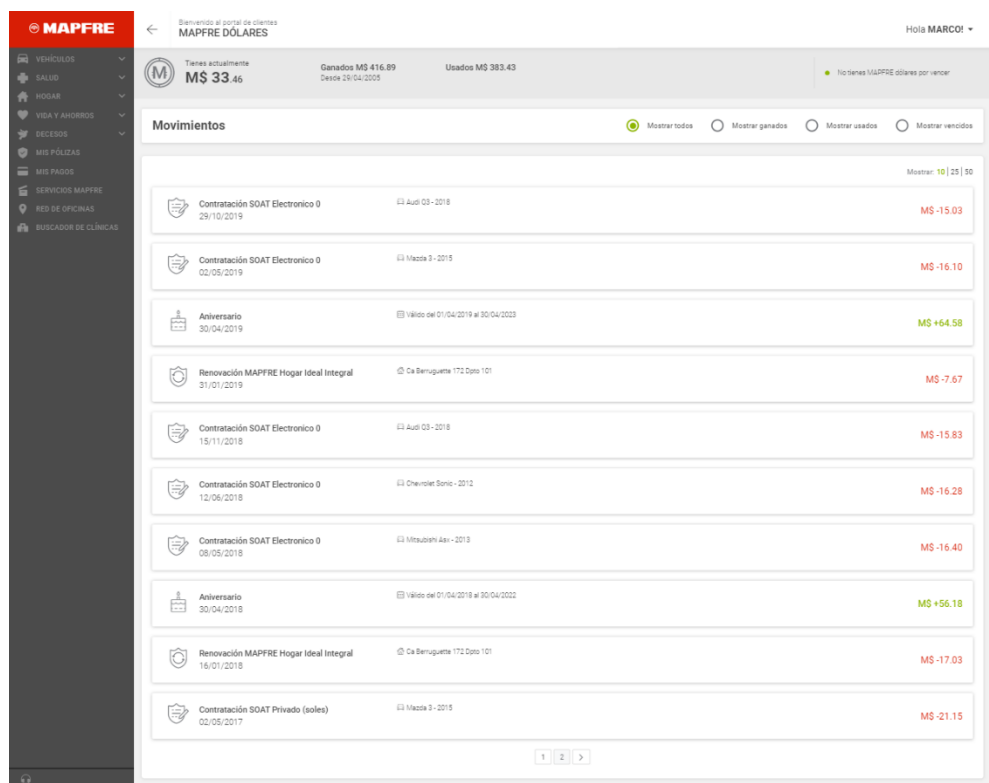 MAPFRE
VEHÍCULOS
SALUD
HOGAR
VIDA Y AHORROS
DECESOS
MIS PÓLIZAS
MIS PAGOS
SERVICIOS MAPFRE
RED DE OFICINAS
BUSCADOR DE CLÍNICAS
Bienvenido al portal de clientes
MAPFRE DÓLARES
Hola MARCO!
M
Tienes actualmente
M$ 33.46
Ganados M$ 416.89
Desde 29/04/2005
Usados M$ 383.43
No tienes MAPFRE dólares por vencer
Movimientos
Mostrar todos
Mostrar ganados
Mostrar usados
Mostrar vencidos
Mostrar: 10 | 25 | 50
Contratación SOAT Electronico 0
29/10/2019
Audi Q3 - 2018
M$ -15.03
Contratación SOAT Electronico 0
02/05/2019
Mazda 3 - 2015
M$ -16.10
Aniversario
30/04/2019
Válido del 01/04/2019 al 30/04/2023
M$ +64.58
Renovación MAPFRE Hogar Ideal Integral
31/01/2019
Ca Berruguette 172 Dpto 101
M$ -7.67
Contratación SOAT Electronico 0
15/11/2018
Audi Q3 - 2018
M$ -15.83
Contratación SOAT Electronico 0
12/06/2018
Chevrolet Sonic - 2012
M$ -16.28
Contratación SOAT Electronico 0
08/05/2018
Mitsubishi Asx - 2013
M$ -16.40
Aniversario
30/04/2018
Válido del 01/04/2018 al 30/04/2022
M$ +56.18
Renovación MAPFRE Hogar Ideal Integral
16/01/2018
Ca Berruguette 172 Dpto 101
M$ -17.03
Contratación SOAT Privado (soles)
02/05/2017
Mazda 3 - 2015
M$ -21.15
1 2 >